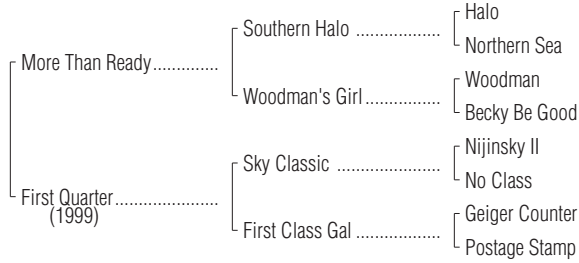 Halo
Southern Halo ..................
Northern Sea
More Than Ready..............
Woodman
Woodman's Girl................
Becky Be Good
Nijinsky II
Sky Classic ......................
No Class
First Quarter......................
(1999)
Geiger Counter
First Class Gal ..................
Postage Stamp